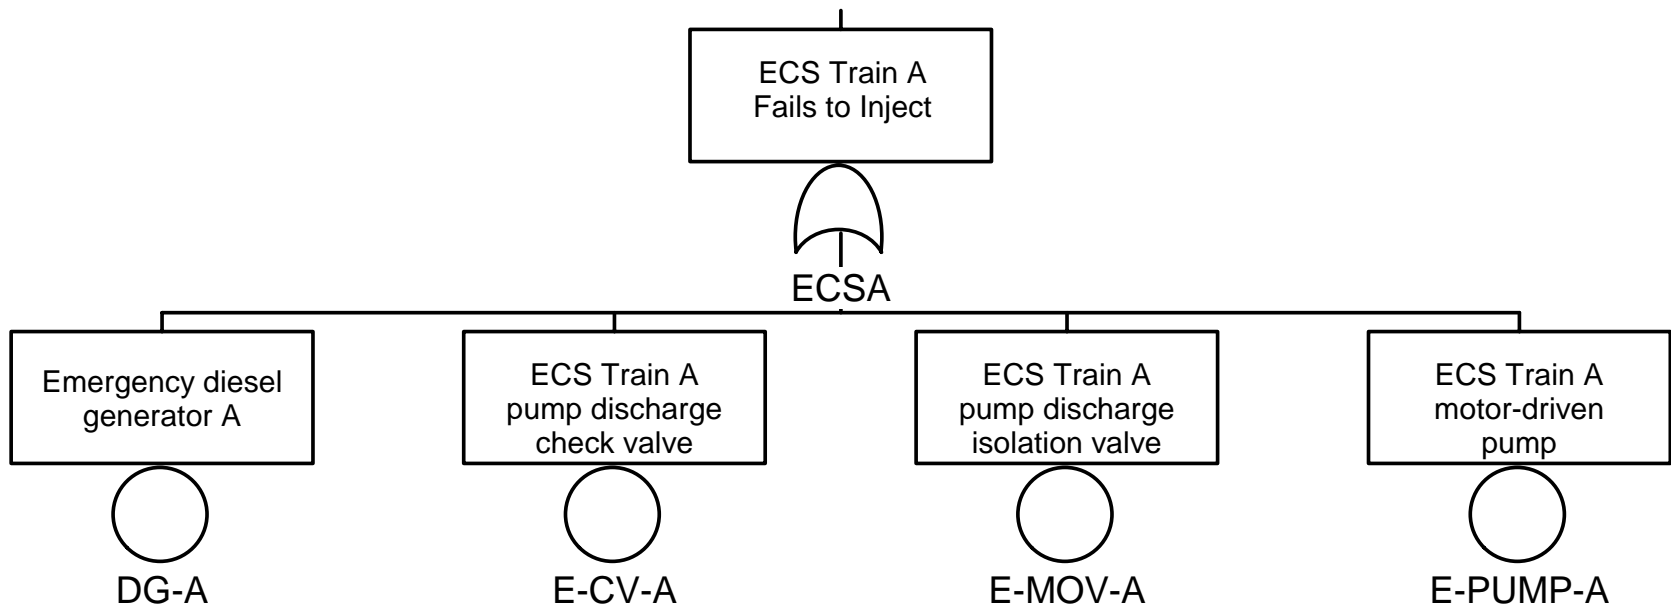 ECS Train A
Fails to Inject
ECSA
Emergency diesel
generator A
ECS Train A
pump discharge
check valve
ECS Train A
pump discharge
isolation valve
ECS Train A
motor-driven
pump
DG-A
E-CV-A
E-MOV-A
E-PUMP-A